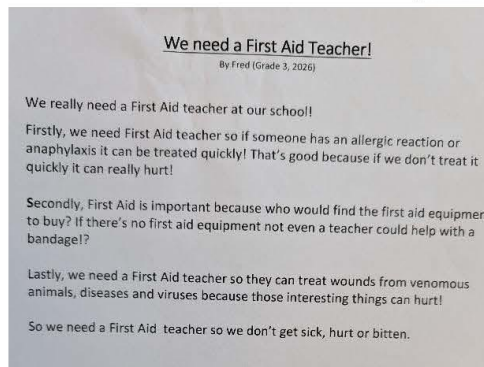 We need a First Aid Teacher!
By Fred (Grade 3, 2026)
We really need a First Aid teacher at our school!
Firstly, we need First Aid teacher so if someone has an allergic reaction or
anaphylaxis it can be treated quickly! That's good because if we don't treat it
quickly it can really hurt!
Secondly, First Aid is important because who would find the first aid equipmer
to buy? If there's no first aid equipment not even a teacher could help with a
bandage!?
Lastly, we need a First Aid teacher so they can treat wounds from venomous
animals, diseases and viruses because those interesting things can hurt!
So we need a First Aid teacher so we don't get sick, hurt or bitten.